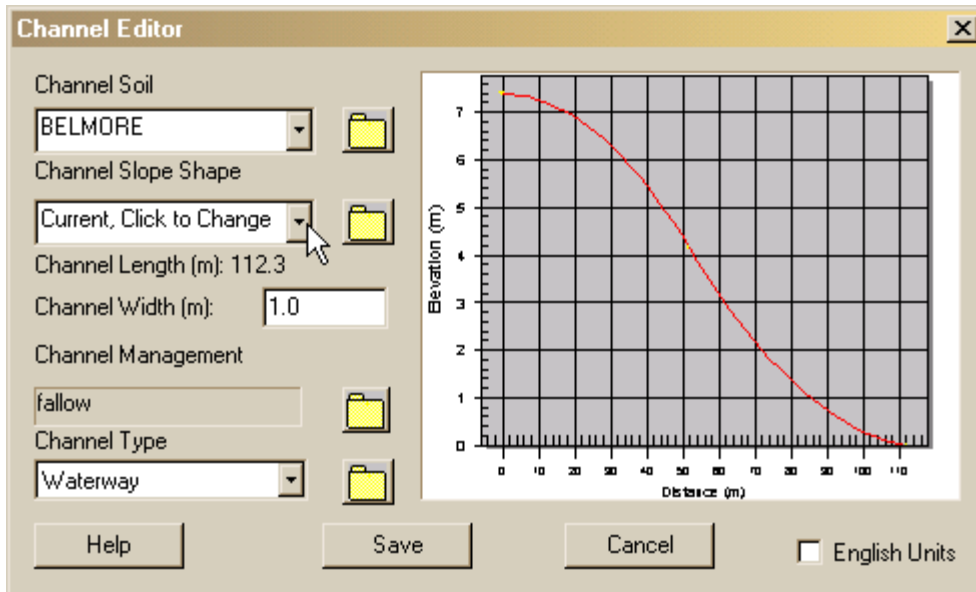 Channel Editor
Channel Soil
BELMORE
Channel Slope Shape
Current, Click to Change
Channel Length (m): 112.3
Channel Width (m): 1.0
Channel Management
fallow
Channel Type
Waterway
Elevation (m)
7
6
5
4
3
2
1
0
0 10 20 30 40 50 60 70 80 90 100 110
Distance (m)
Help Save Cancel English Units